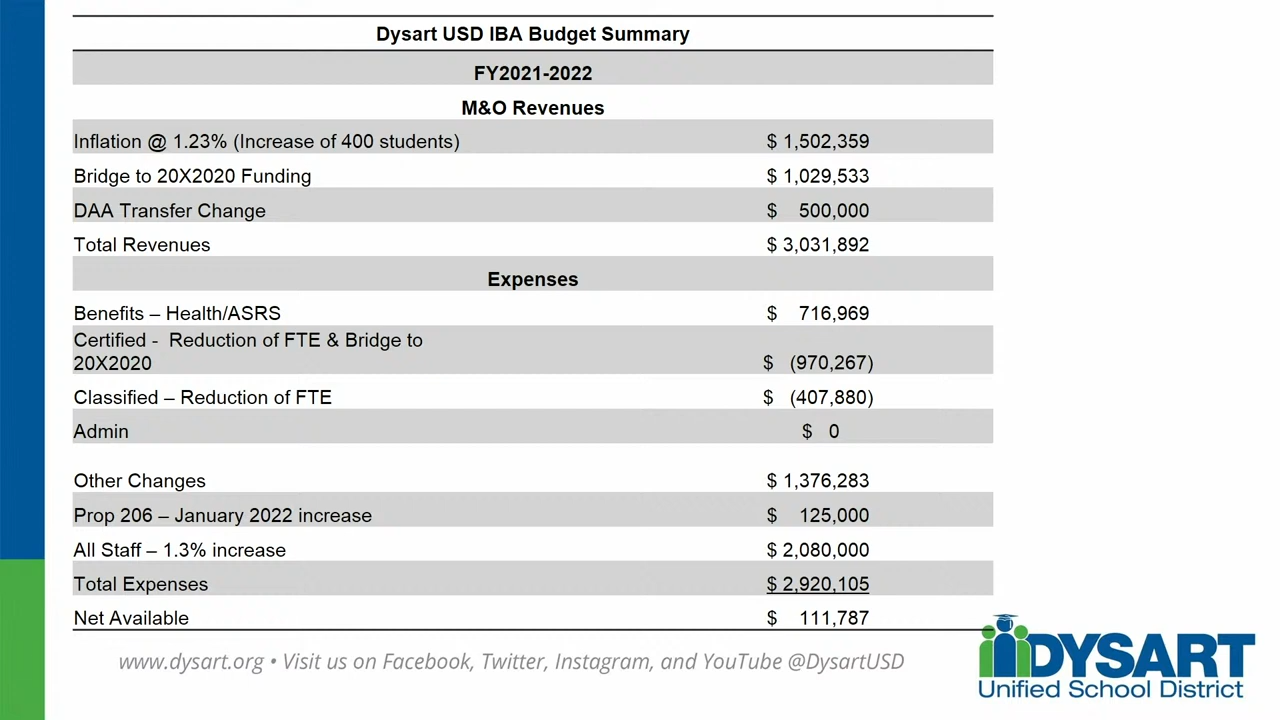 Dysart USD IBA Budget Summary
FY2021-2022
M&O Revenues
Inflation @ 1.23% (Increase of 400 students) $ 1,502,359
Bridge to 20X2020 Funding $ 1,029,533
DAA Transfer Change $ 500,000
Total Revenues $ 3,031,892
Expenses
Benefits – Health/ASRS $ 716,969
Certified - Reduction of FTE & Bridge to
20X2020 $ (970,267)
Classified – Reduction of FTE $ (407,880)
Admin $ 0
Other Changes $ 1,376,283
Prop 206 – January 2022 increase $ 125,000
All Staff – 1.3% increase $ 2,080,000
Total Expenses $ 2,920,105
Net Available $ 111,787
www.dysart.org • Visit us on Facebook, Twitter, Instagram, and YouTube @DysartUSD
DYSART
Unified School District